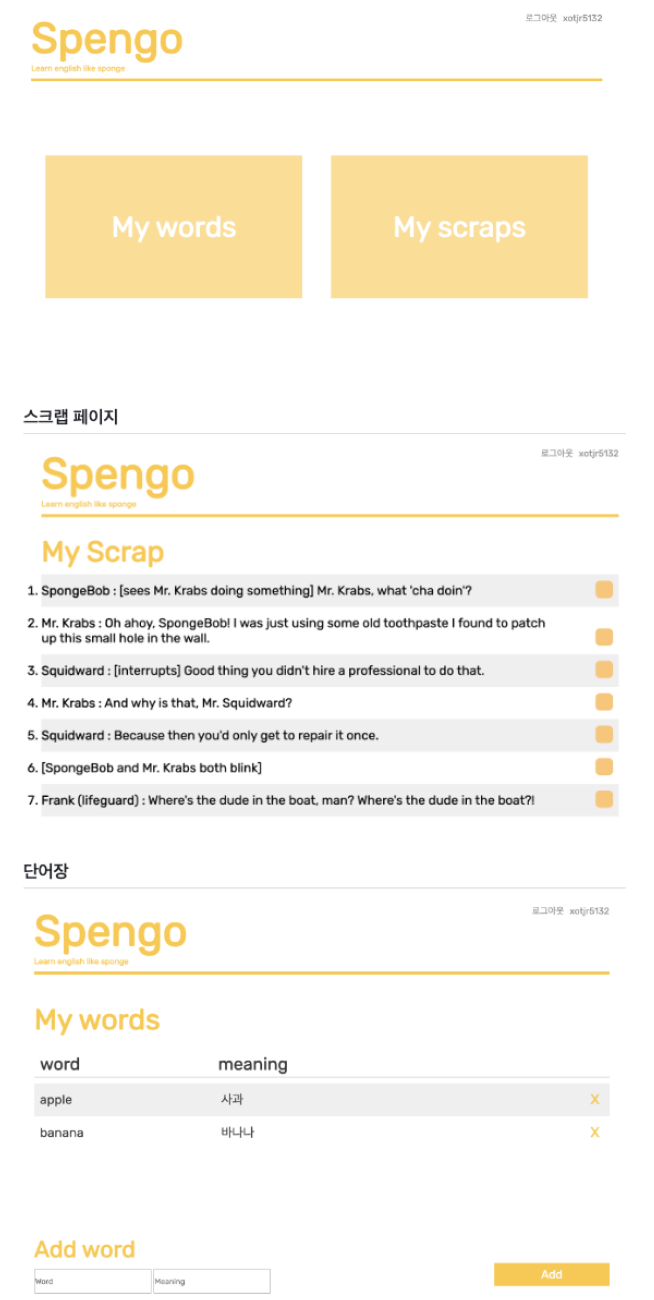 로그아웃 xotjr5132
Spengo
Learn english like sponge
My words
My scraps
스크랩 페이지
로그아웃 xotjr5132
Spengo
Learn english like sponge
My Scrap
1. SpongeBob : [sees Mr. Krabs doing something] Mr. Krabs, what 'cha doin'?
2. Mr. Krabs : Oh ahoy, SpongeBob! I was just using some old toothpaste I found to patch
up this small hole in the wall.
3. Squidward : [interrupts] Good thing you didn't hire a professional to do that.
4. Mr. Krabs : And why is that, Mr. Squidward?
5. Squidward : Because then you'd only get to repair it once.
6. [SpongeBob and Mr. Krabs both blink]
7. Frank (lifeguard) : Where's the dude in the boat, man? Where's the dude in the boat?!
단어장
로그아웃 xotjr5132
Spengo
Learn english like sponge
My words
word meaning
apple 사과 X
banana 바나나 X
Add word
Word Meaning Add